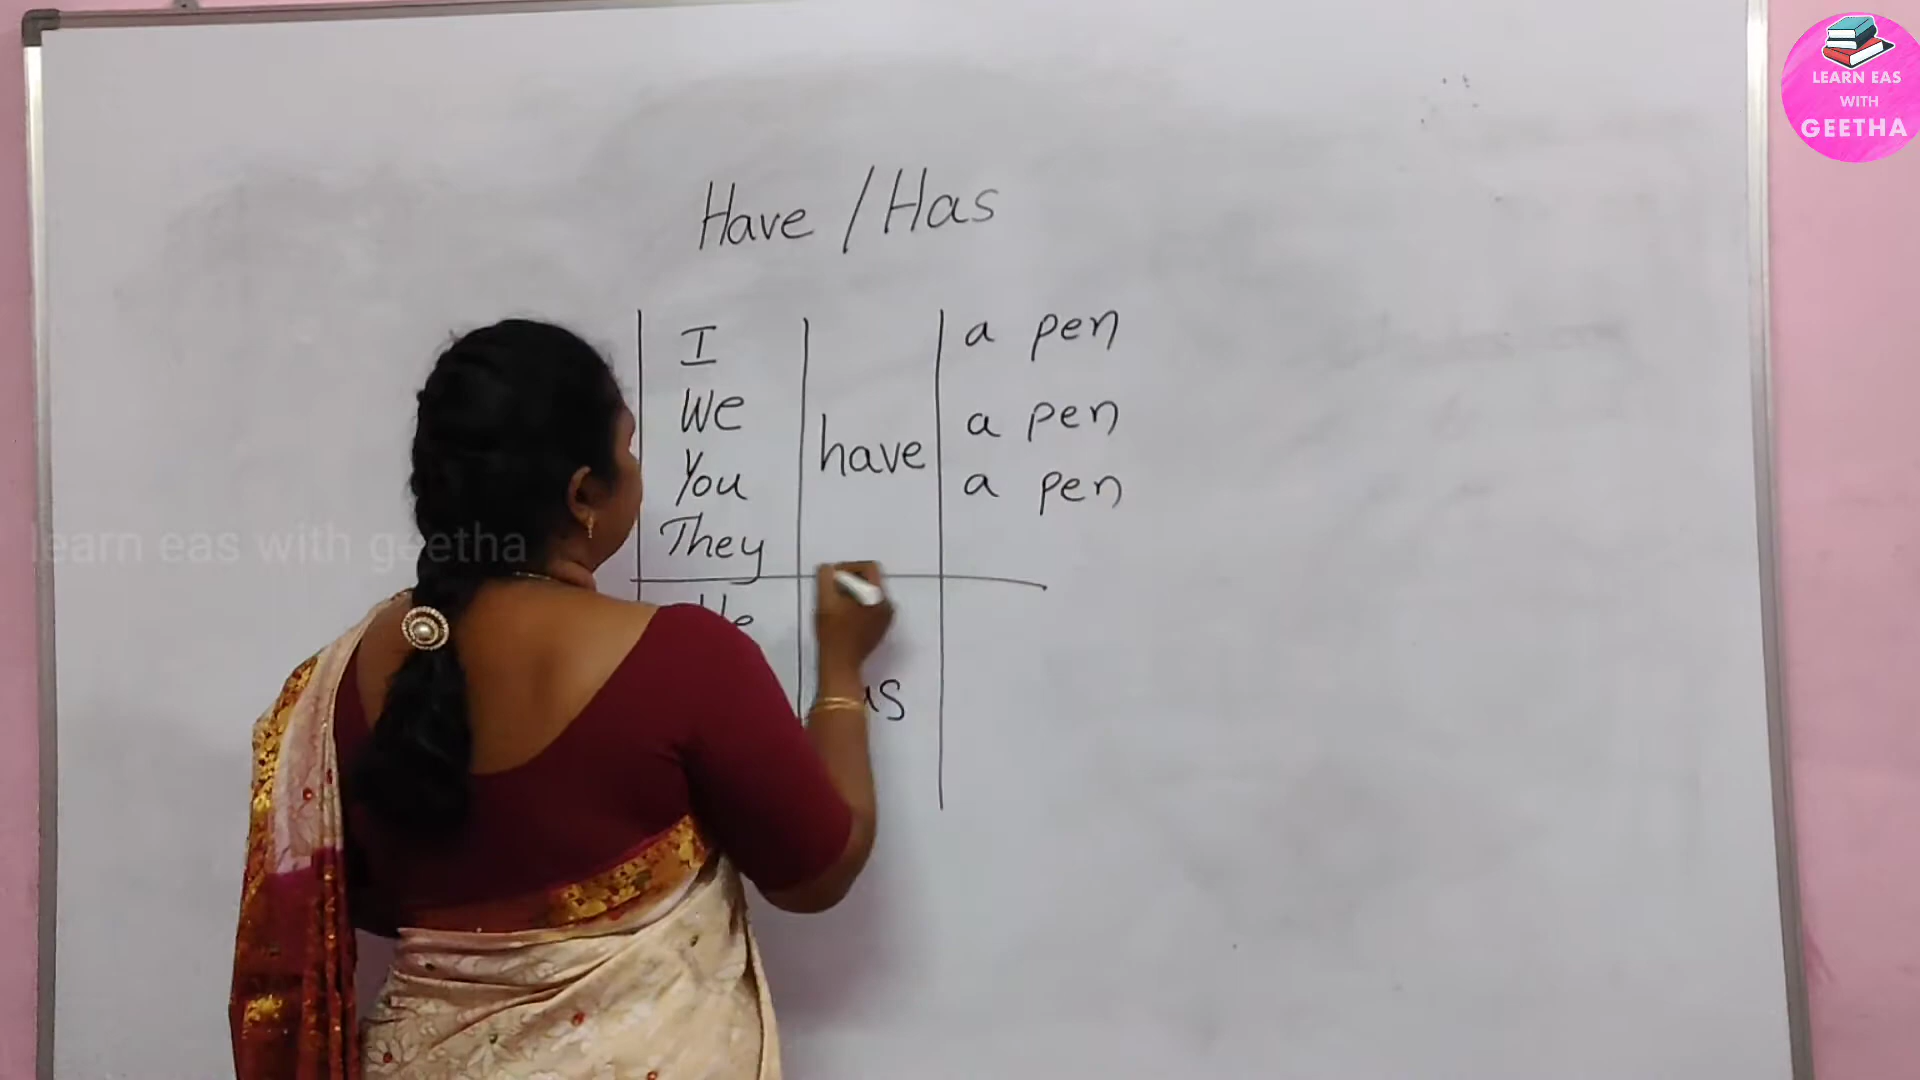 LEARN EAS
WITH
GEETHA
Have / Has
I a pen
We a pen
have
You a pen
They
learn eas with geetha